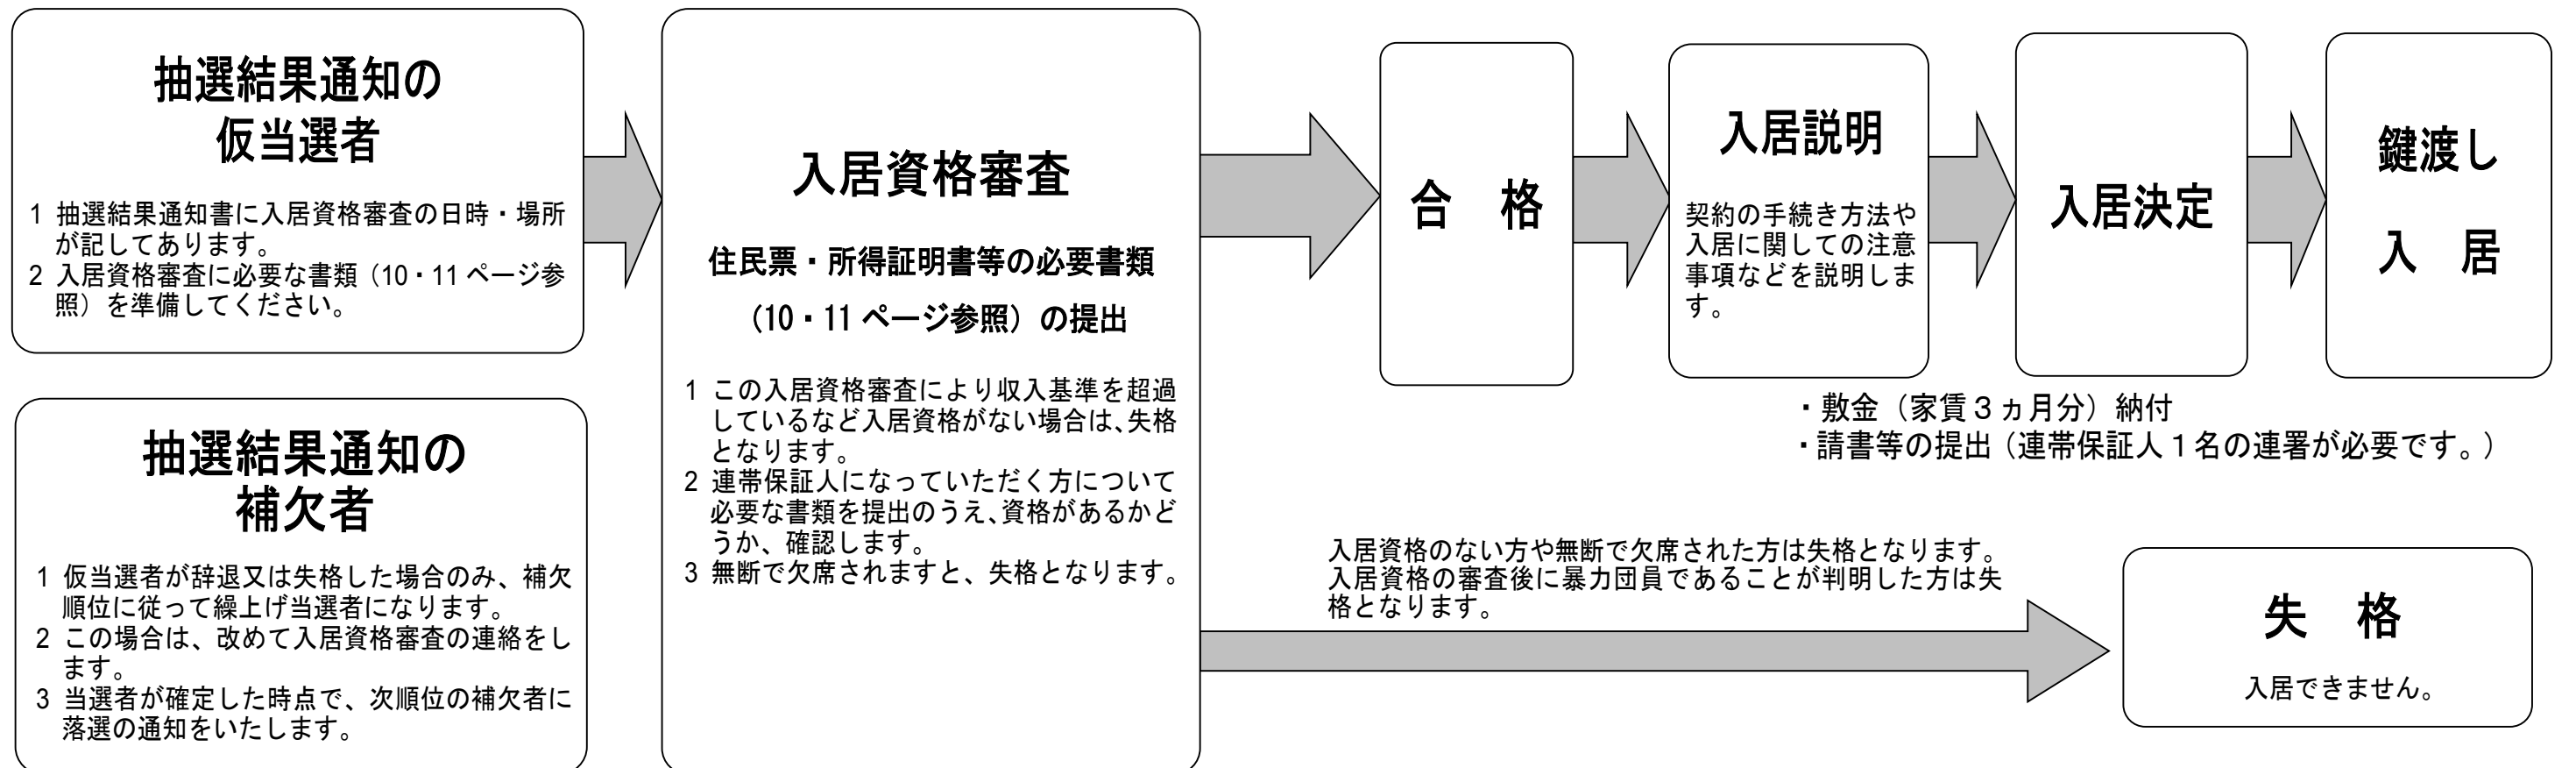 抽選結果通知の
仮当選者
1 抽選結果通知書に入居資格審査の日時・場所
が記してあります。
2 入居資格審査に必要な書類（10・11 ページ参
照）を準備してください。
抽選結果通知の
補欠者
1 仮当選者が辞退又は失格した場合のみ、補欠
順位に従って繰上げ当選者になります。
2 この場合は、改めて入居資格審査の連絡をし
ます。
3 当選者が確定した時点で、次順位の補欠者に
落選の通知をいたします。
入居資格審査
住民票・所得証明書等の必要書類
（10・11 ページ参照）の提出
1 この入居資格審査により収入基準を超過
しているなど入居資格がない場合は、失格
となります。
2 連帯保証人になっていただく方について
必要な書類を提出のうえ、資格があるかど
うか、確認します。
3 無断で欠席されますと、失格となります。
合　格
入居説明
契約の手続き方法や
入居に関しての注意
事項などを説明しま
す。
入居決定
鍵渡し
入　居
・敷金（家賃３ヵ月分）納付
・請書等の提出（連帯保証人１名の連署が必要です。）
入居資格のない方や無断で欠席された方は失格となります。
入居資格の審査後に暴力団員であることが判明した方は失
格となります。
失　格
入居できません。